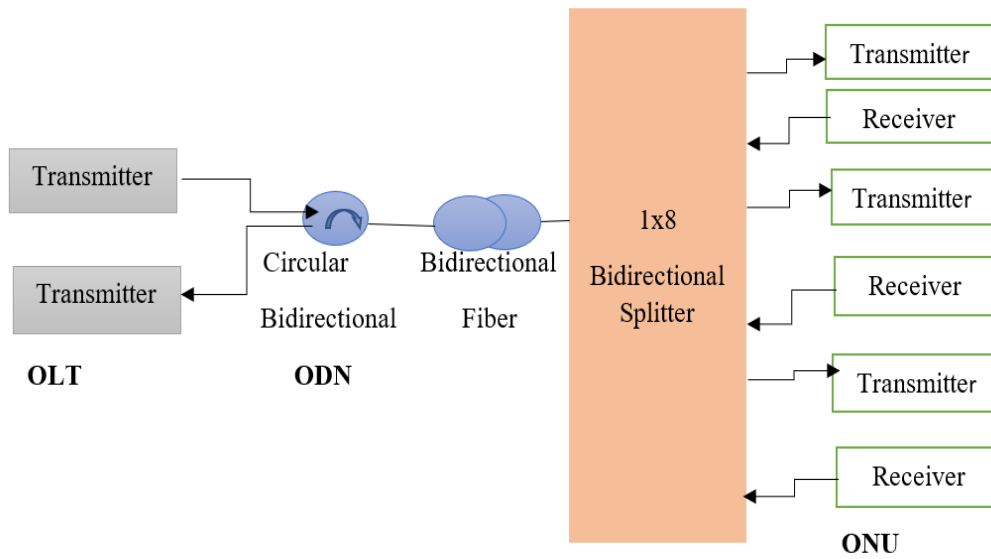 Transmitter
Transmitter
OLT
Circular
Bidirectional
ODN
Bidirectional
Fiber
1x8
Bidirectional
Splitter
Transmitter
Receiver
Transmitter
Receiver
Transmitter
Receiver
ONU